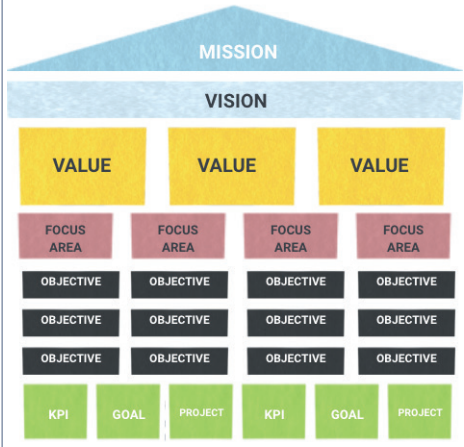 MISSION
VISION
VALUE VALUE VALUE
FOCUS AREA FOCUS AREA FOCUS AREA FOCUS AREA
OBJECTIVE OBJECTIVE OBJECTIVE OBJECTIVE
OBJECTIVE OBJECTIVE OBJECTIVE OBJECTIVE
OBJECTIVE OBJECTIVE OBJECTIVE OBJECTIVE
KPI GOAL PROJECT KPI GOAL PROJECT